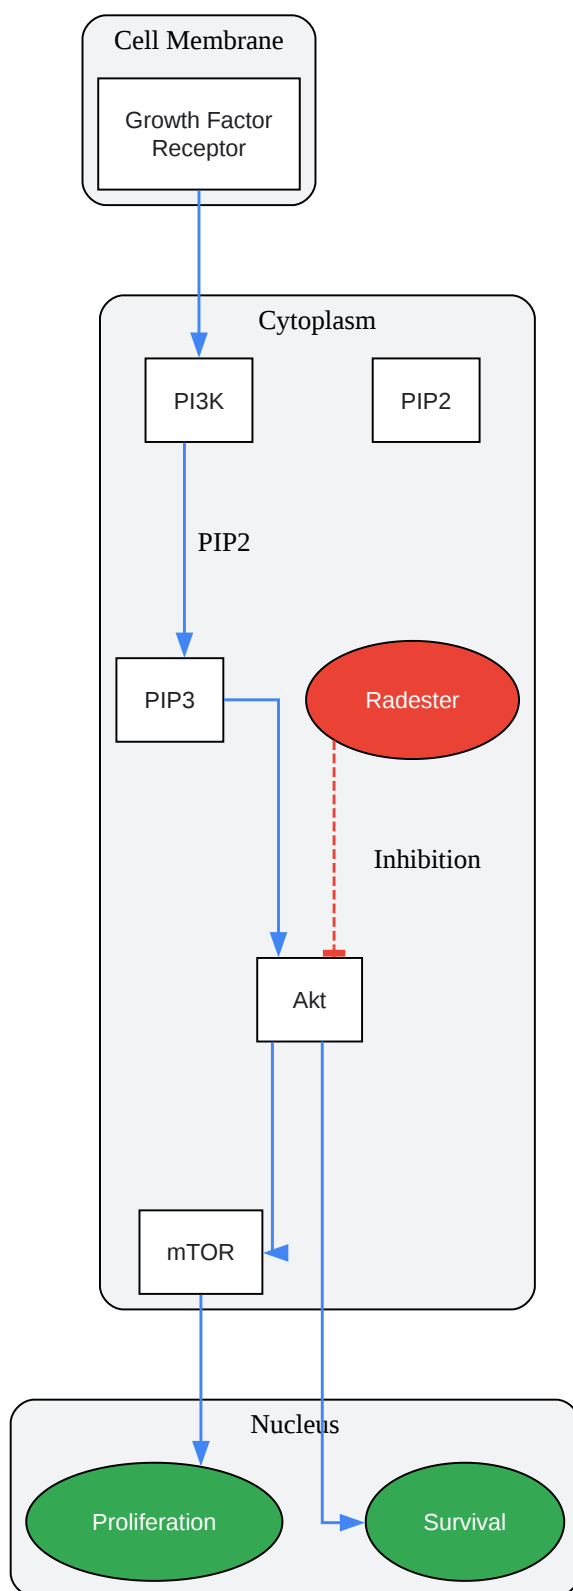 Cell Membrane
Growth Factor
Receptor
Cytoplasm
PI3K
PIP2
PIP2
PIP3
Radester
Inhibition
Akt
mTOR
Nucleus
Proliferation
Survival